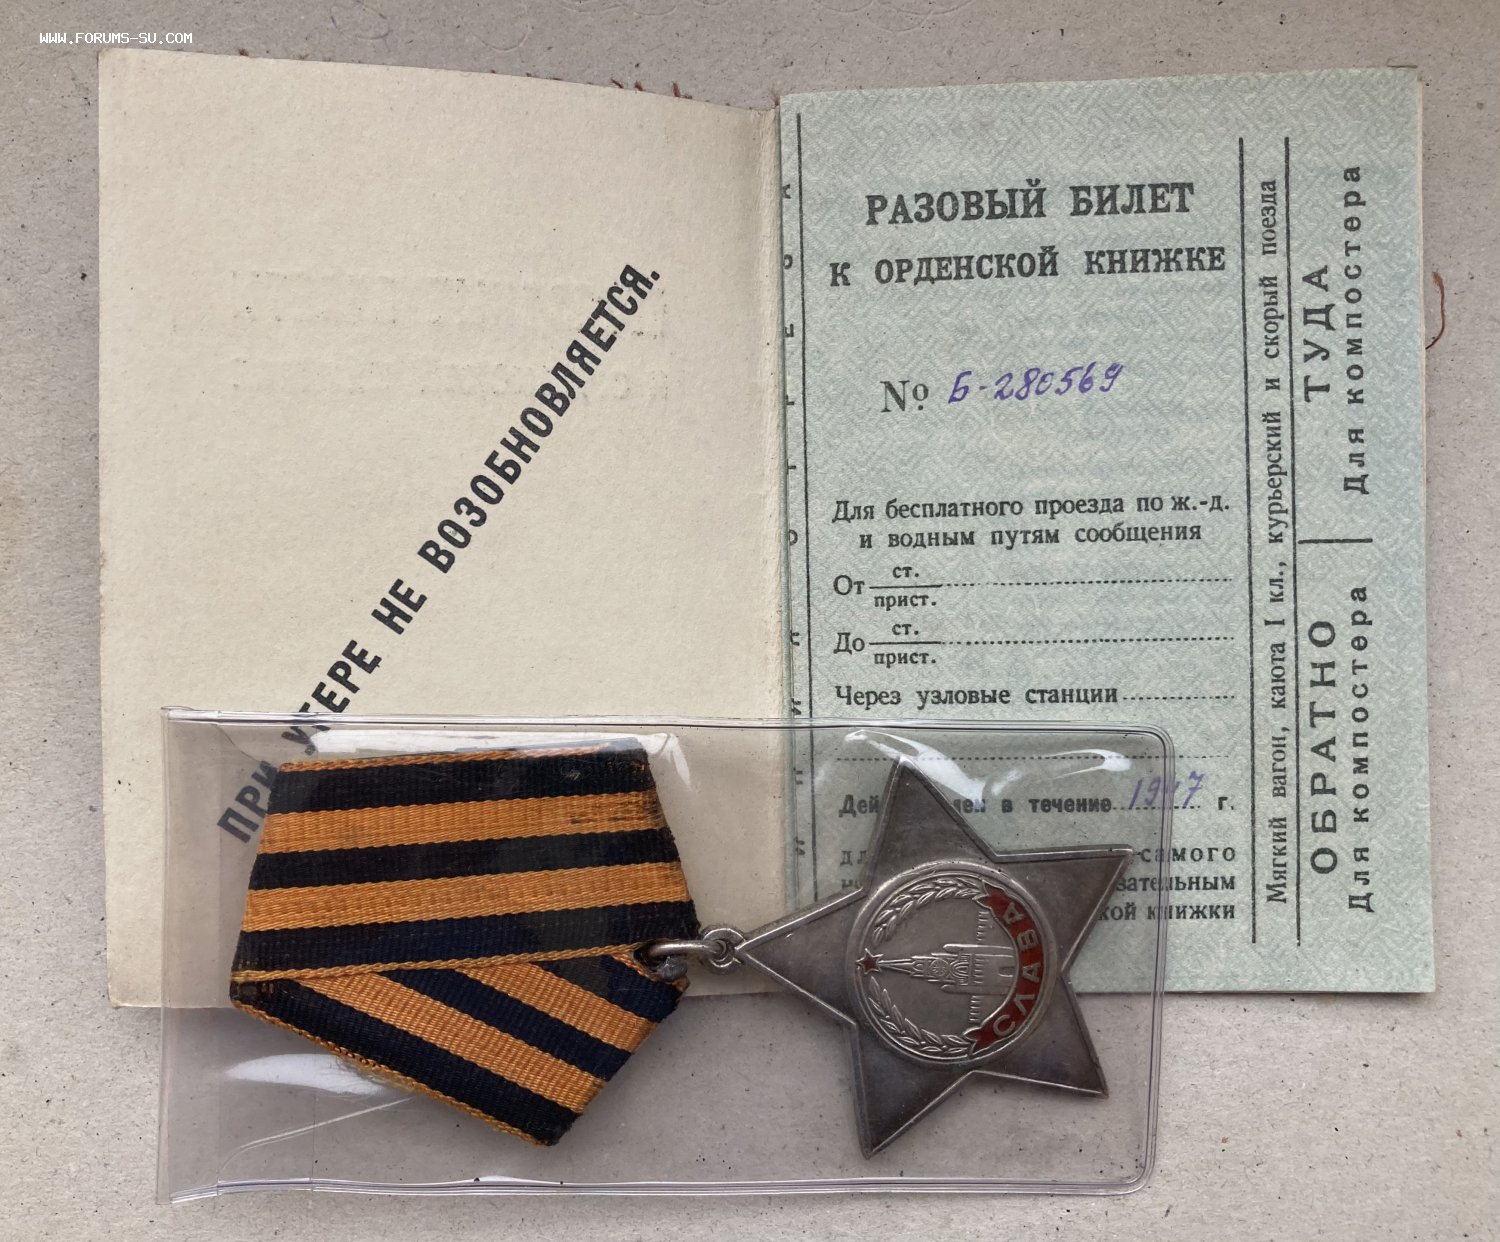 WWW.FORUMS-SU.COM
ПРИ УТЕРЕ НЕ ВОЗОБНОВЛЯЕТСЯ.
РАЗОВЫЙ БИЛЕТ
К ОРДЕНСКОЙ КНИЖКЕ
№ Б-280569
Для бесплатного проезда по ж.-д.
и водным путям сообщения
От ст.
прист.
До ст.
прист.
Через узловые станции
в течение 1947 г.
самого
кой книжки
Мягкий вагон, каюта I кл., курьерский и скорый поезда
ТУДА
Для компостера
ОБРАТНО
Для компостера
СЛАВА